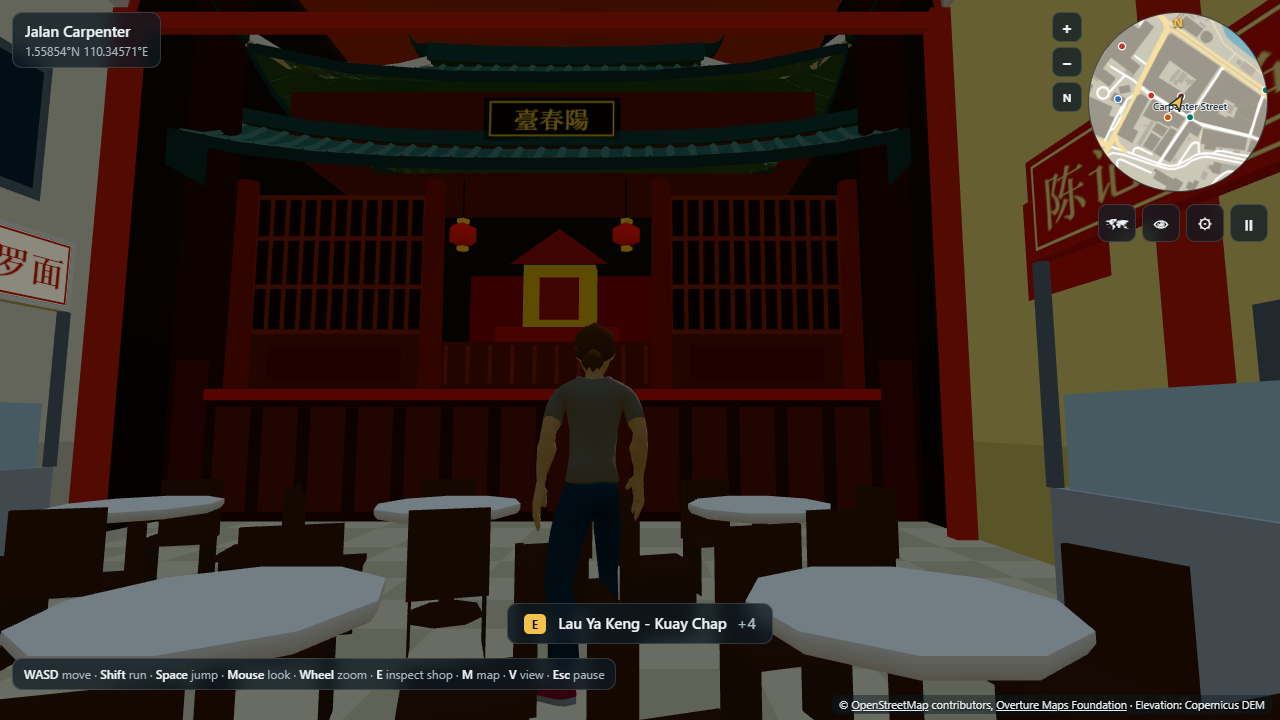 Jalan Carpenter
1.55854°N 110.34571°E
臺春陽
罗面
陈记
+
−
N
N
Carpenter Street
E Lau Ya Keng - Kuay Chap +4
WASD move · Shift run · Space jump · Mouse look · Wheel zoom · E inspect shop · M map · V view · Esc pause
© OpenStreetMap contributors, Overture Maps Foundation · Elevation: Copernicus DEM